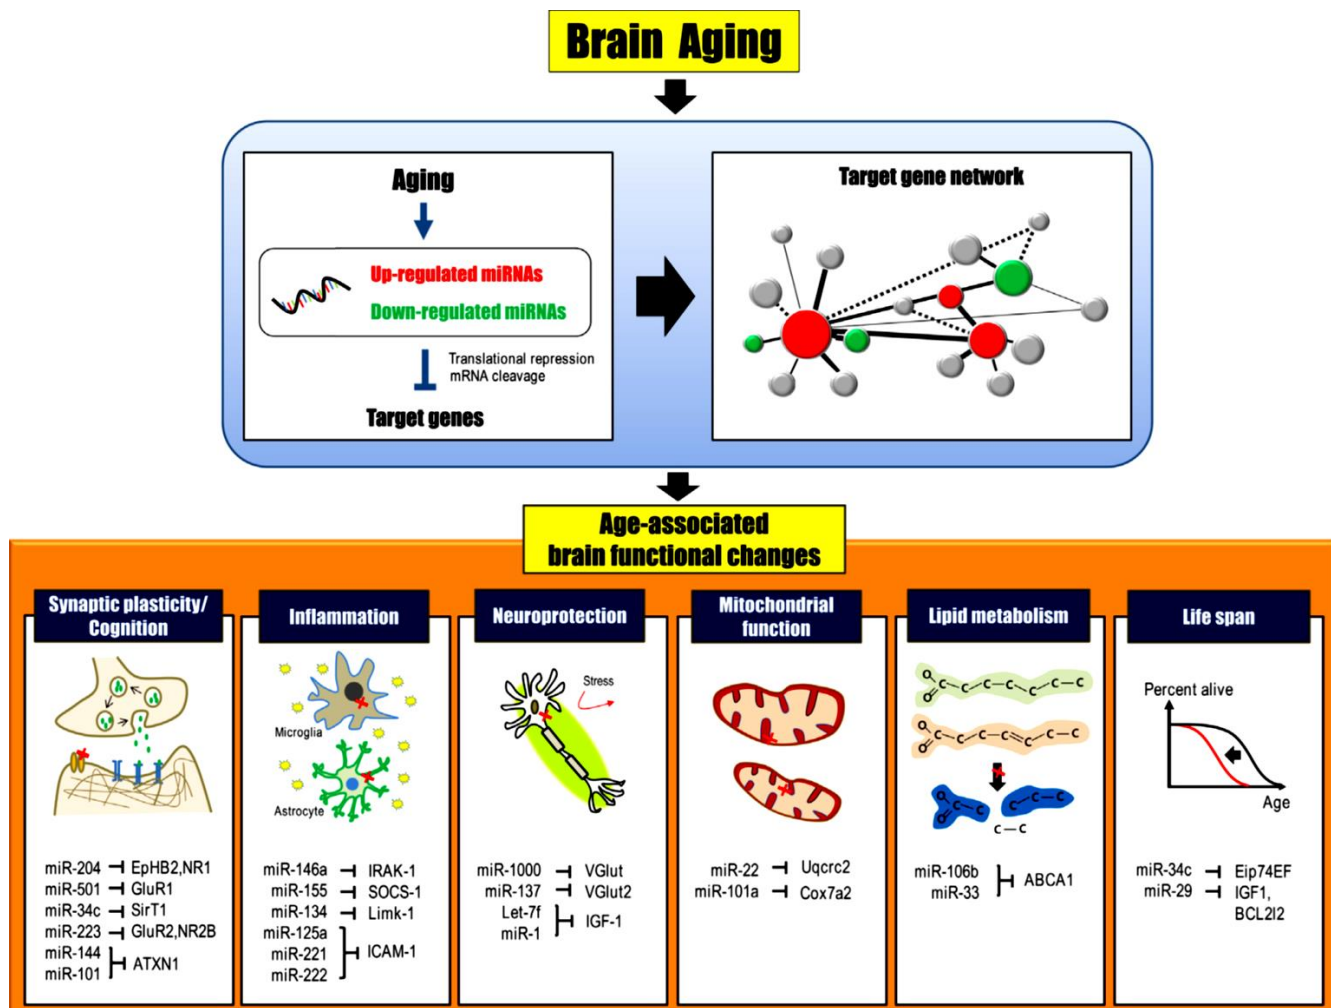 Brain Aging
Aging
Up-regulated miRNAs
Down-regulated miRNAs
Translational repression
mRNA cleavage
Target genes
Target gene network
Age-associated
brain functional changes
Synaptic plasticity/
Cognition
miR-204 EpHB2,NR1
miR-501 GluR1
miR-34c SirT1
miR-223 GluR2,NR2B
miR-144
miR-101
ATXN1
Inflammation
Microglia
Astrocyte
miR-146a IRAK-1
miR-155 SOCS-1
miR-134 Limk-1
miR-125a
miR-221
miR-222
ICAM-1
Neuroprotection
Stress
miR-1000 VGlut
miR-137 VGlut2
Let-7f
miR-1
IGF-1
Mitochondrial
function
miR-22 Uqcrc2
miR-101a Cox7a2
Lipid metabolism
O
C C C C C C C
O
O
C C C C C C C
O
O
C C
O
C C C
C C
miR-106b
miR-33
ABCA1
Life span
Percent alive
Age
miR-34c Eip74EF
miR-29 IGF1,
BCL2l2